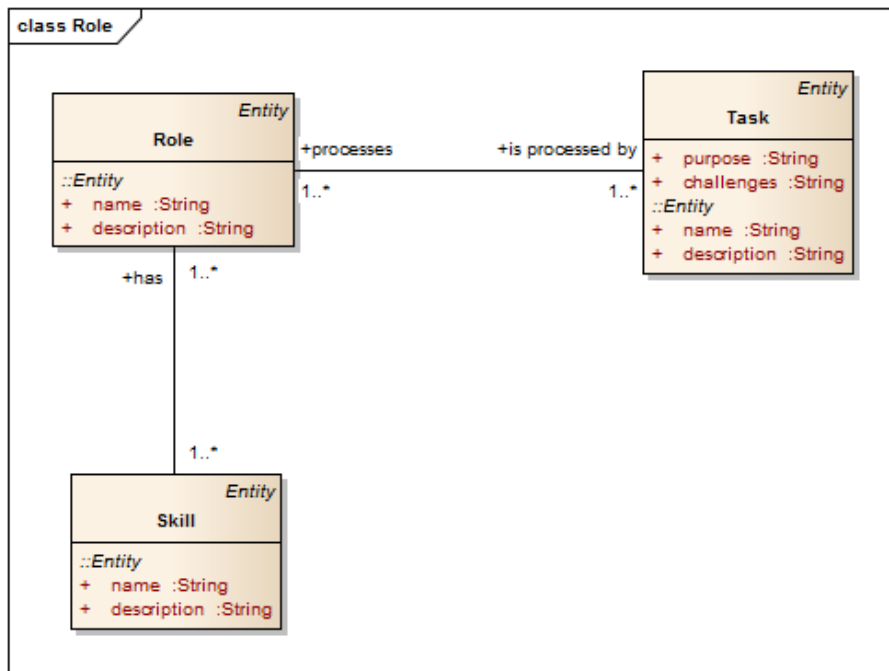 class Role
Entity
Role
::Entity
+ name :String
+ description :String
+processes
1..*
+is processed by
1..*
Entity
Task
+ purpose :String
+ challenges :String
::Entity
+ name :String
+ description :String
+has
1..*
1..*
Entity
Skill
::Entity
+ name :String
+ description :String